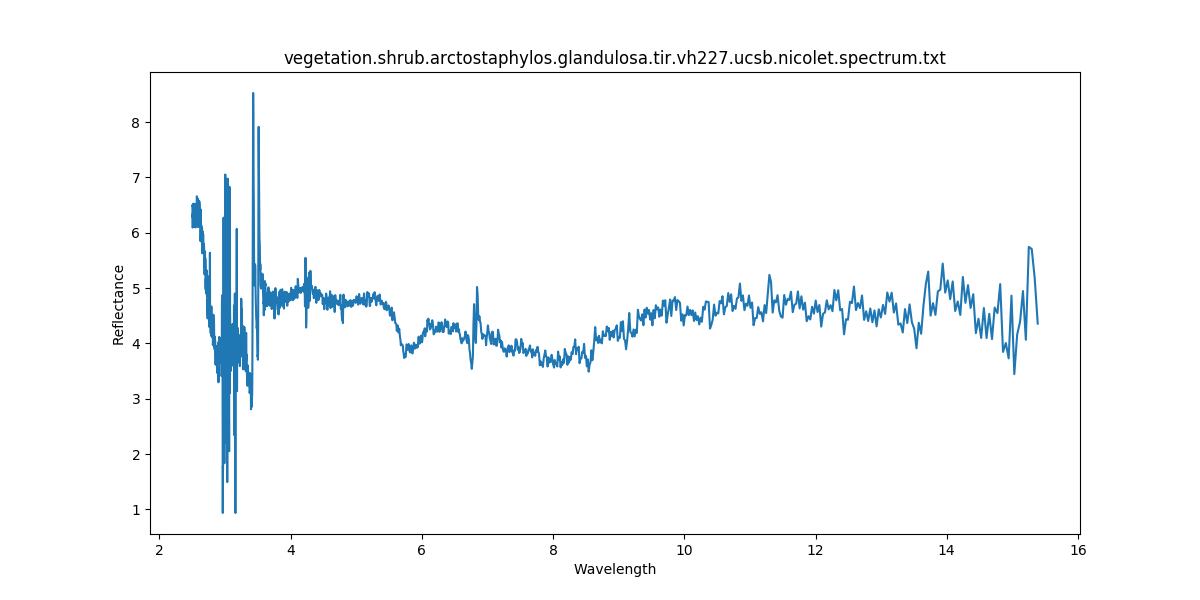 vegetation.shrub.arctostaphylos.glandulosa.tir.vh227.ucsb.nicolet.spectrum.txt
8
7
6
5
4
3
2
1
Reflectance
2 4 6 8 10 12 14 16
Wavelength